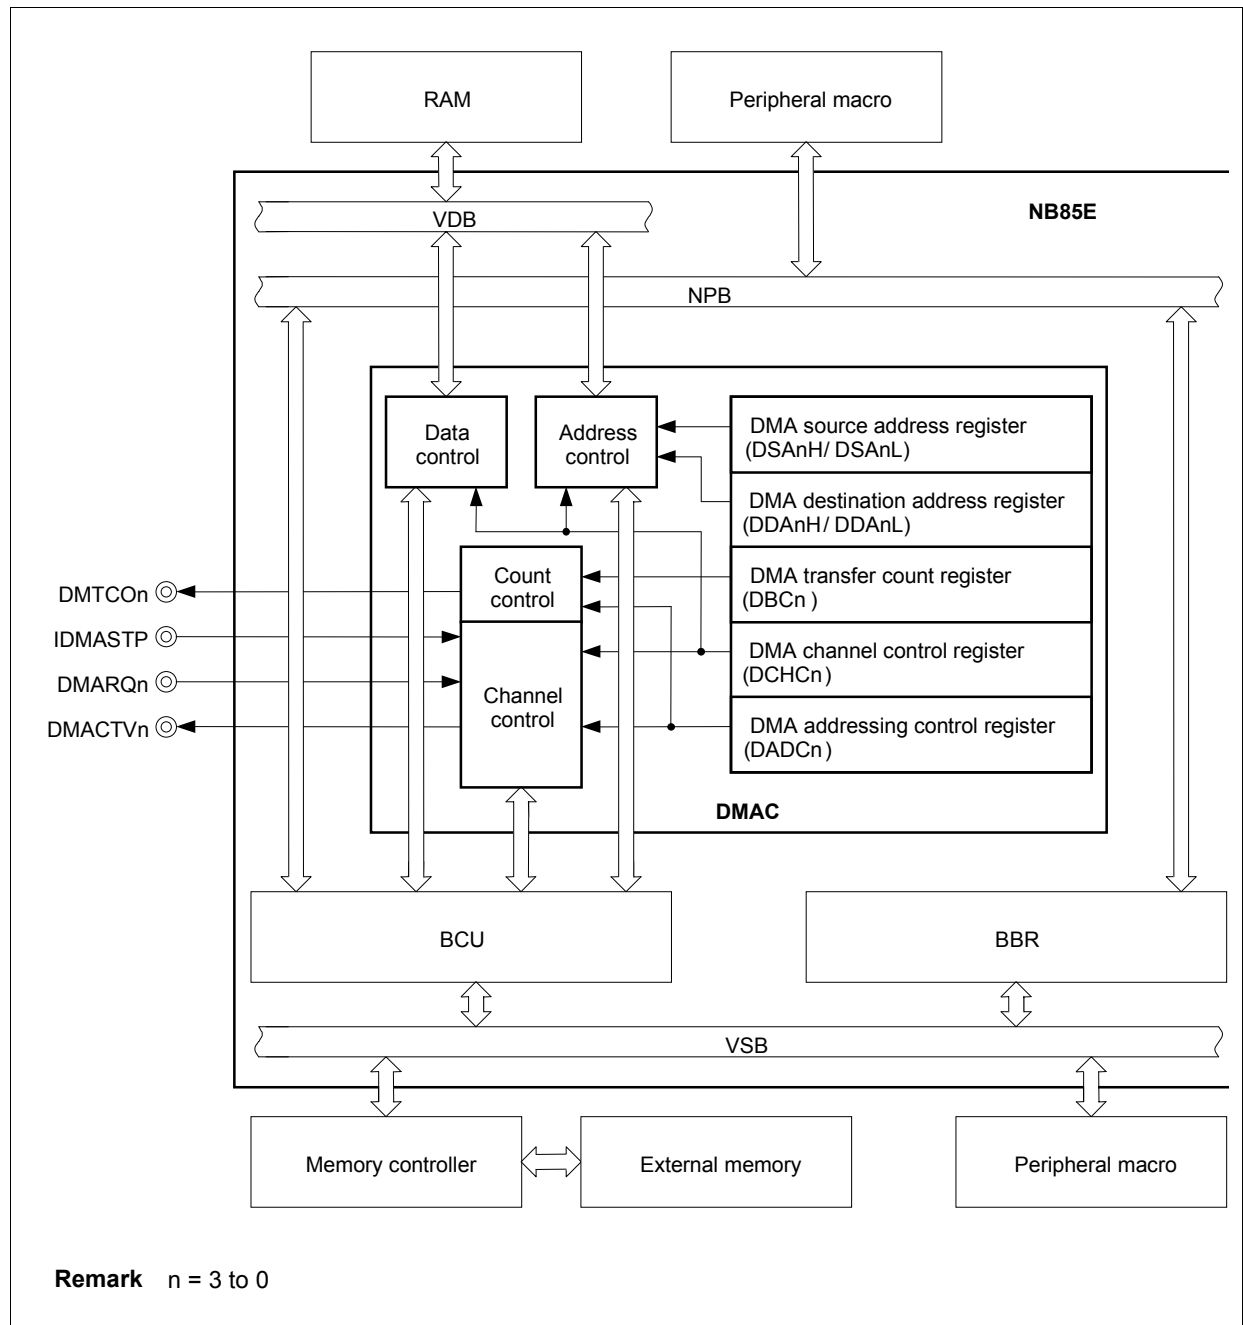 RAM
Peripheral macro
NB85E
VDB
NPB
Data
control
Address
control
DMA source address register
(DSAnH/ DSAnL)
DMA destination address register
(DDAnH/ DDAnL)
Count
control
DMA transfer count register
(DBCn )
DMTCOn
IDMASTP
DMARQn
DMACTVn
Channel
control
DMA channel control register
(DCHCn)
DMA addressing control register
(DADCn)
DMAC
BCU
BBR
VSB
Memory controller
External memory
Peripheral macro
Remark n = 3 to 0